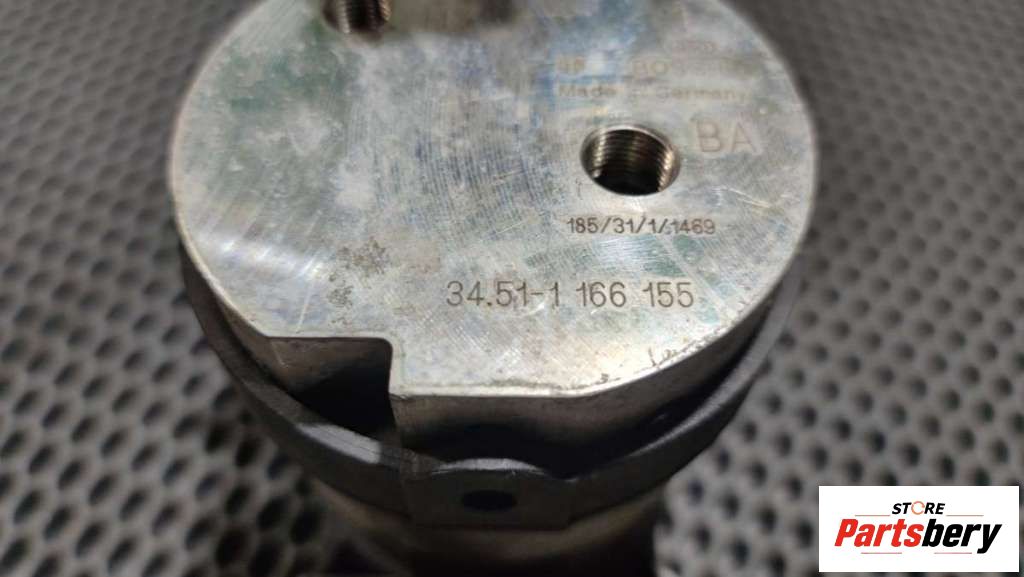 Made in Germany
BA
185/31/1/1469
34.51-1 166 155
STORE
Partsbery